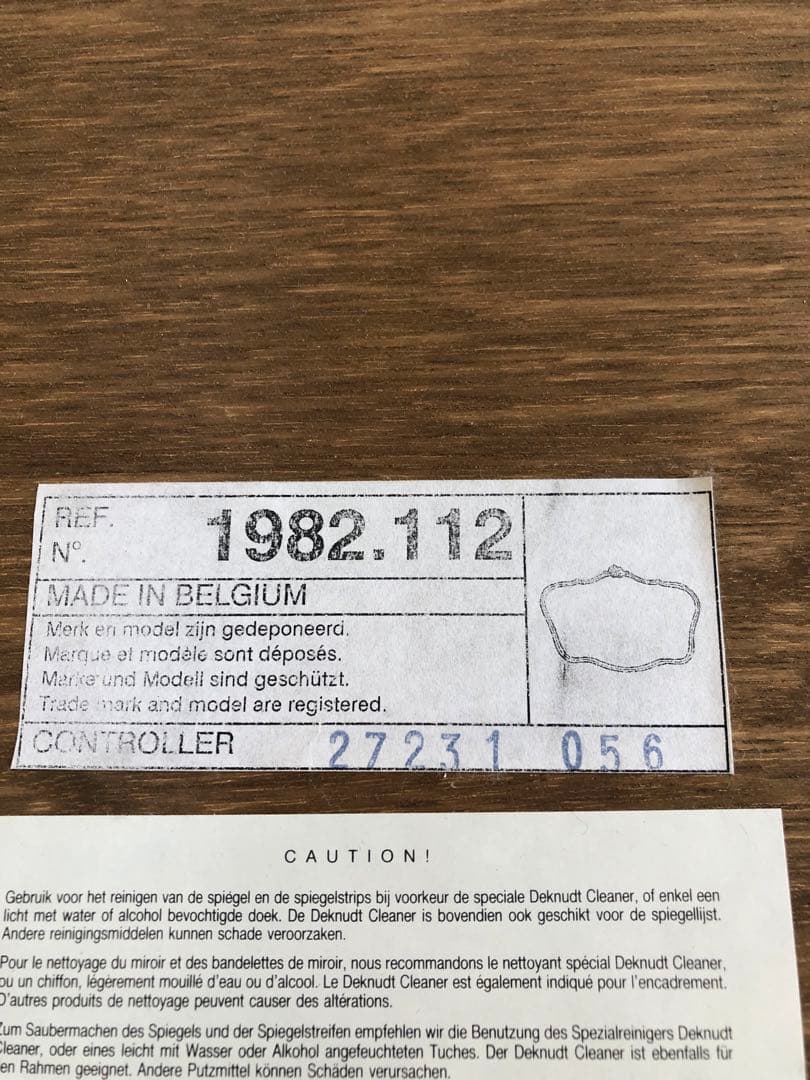 REF.
N°.
1982.112
MADE IN BELGIUM
Merk en model zijn gedeponeerd.
Marque et modèle sont déposés.
Marke und Modell sind geschützt.
Trade mark and model are registered.
CONTROLLER 27231 056
CAUTION!
Gebruik voor het reinigen van de spiegel en de spiegelstrips bij voorkeur de speciale Deknudt Cleaner, of enkel een
licht met water of alcohol bevochtigde doek. De Deknudt Cleaner is bovendien ook geschikt voor de spiegellijst.
Andere reinigingsmiddelen kunnen schade veroorzaken.
Pour le nettoyage du miroir et des bandelettes de miroir, nous recommandons le nettoyant spécial Deknudt Cleaner,
ou un chiffon, légèrement mouillé d'eau ou d'alcool. Le Deknudt Cleaner est également indiqué pour l'encadrement.
D'autres produits de nettoyage peuvent causer des altérations.
Zum Saubermachen des Spiegels und der Spiegelstreifen empfehlen wir die Benutzung des Spezialreinigers Deknudt
Cleaner, oder eines leicht mit Wasser oder Alkohol angefeuchteten Tuches. Der Deknudt Cleaner ist ebenfalls für
en Rahmen geeignet. Andere Putzmittel können Schäden verursachen.